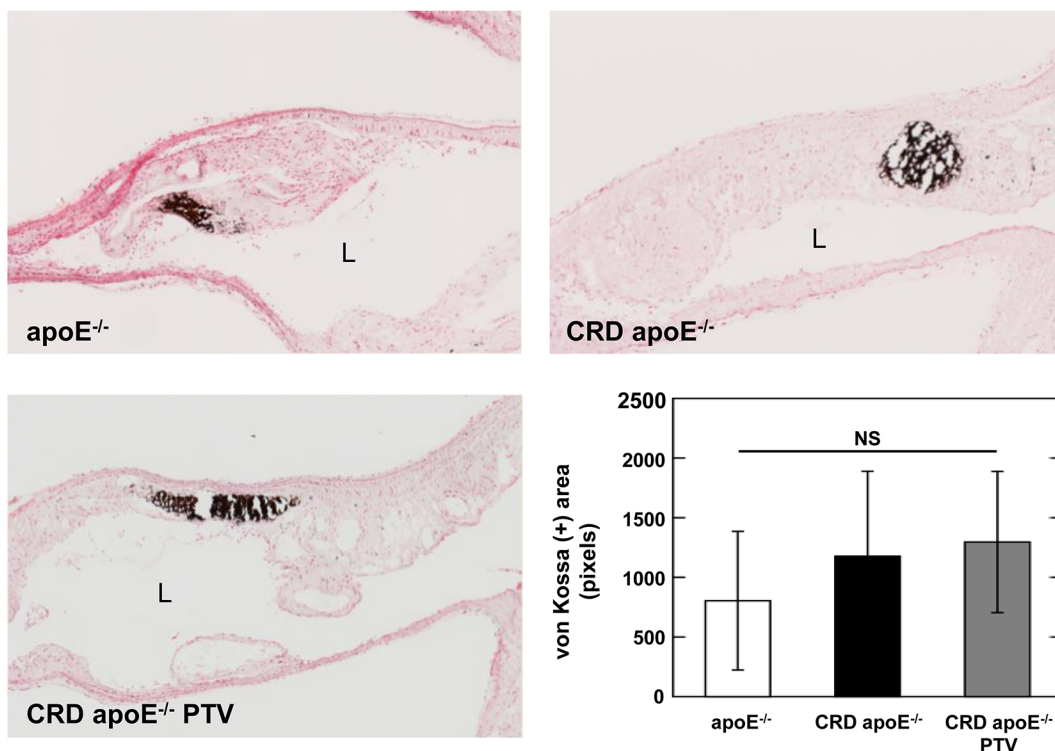 L
apoE-/-
L
CRD apoE-/-
L
CRD apoE-/- PTV
von Kossa (+) area
(pixels)
2500
2000
1500
1000
500
0
NS
apoE-/-
CRD apoE-/-
CRD apoE-/-
PTV